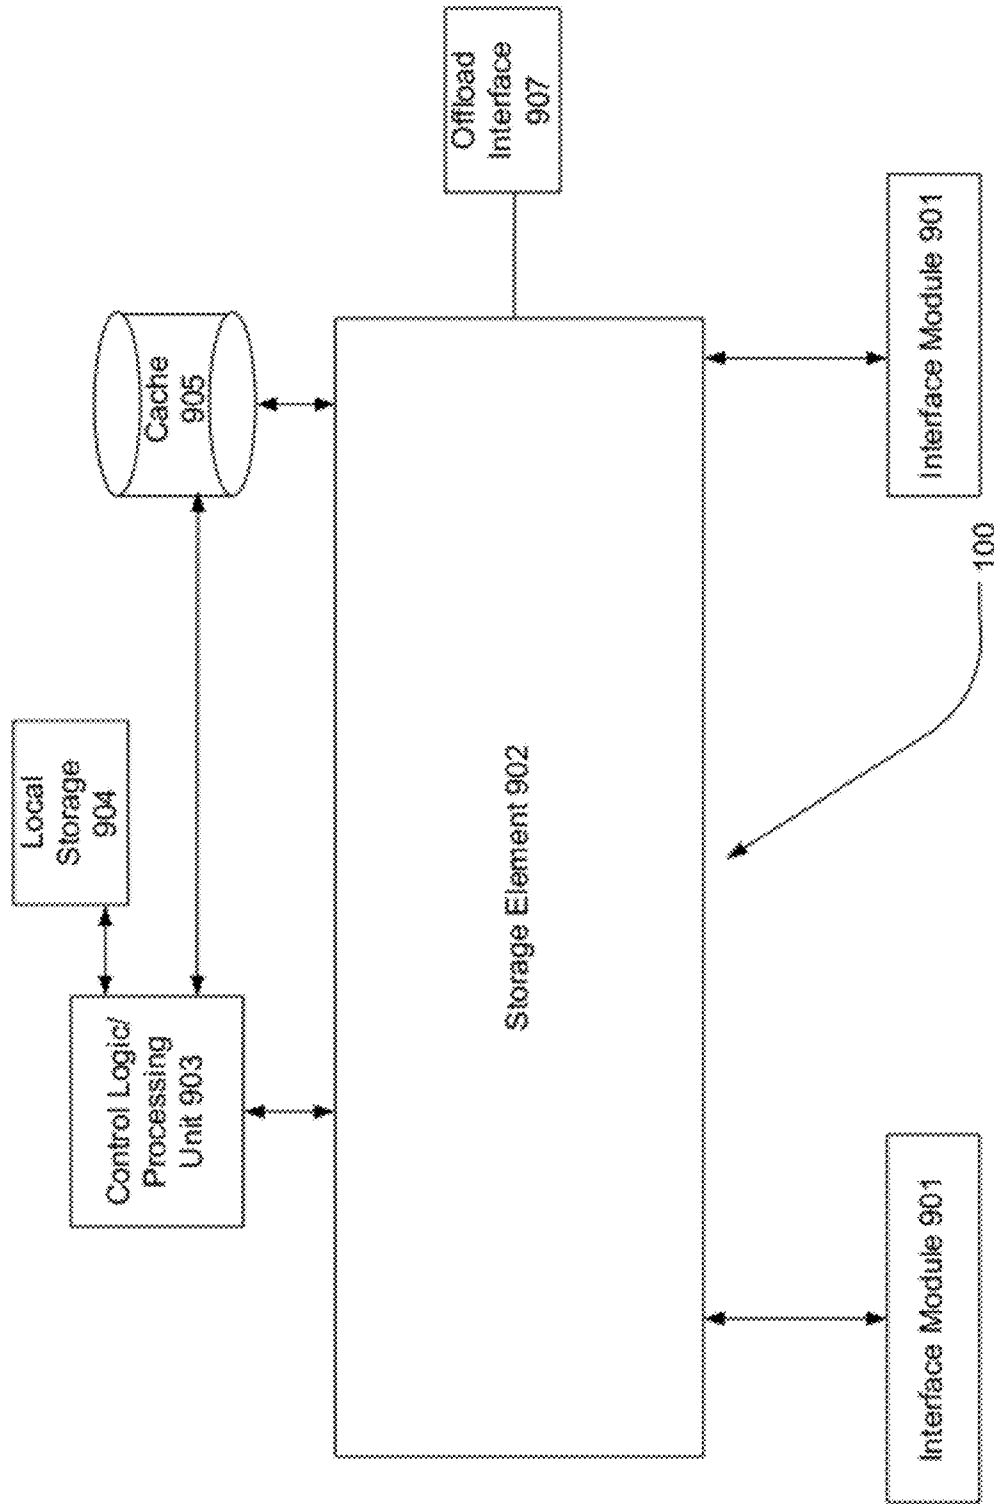 Local
Storage
904
Control Logic/
Processing
Unit 903
Cache
905
Storage Element 902
Offload
Interface
907
Interface Module 901
100
Interface Module 901